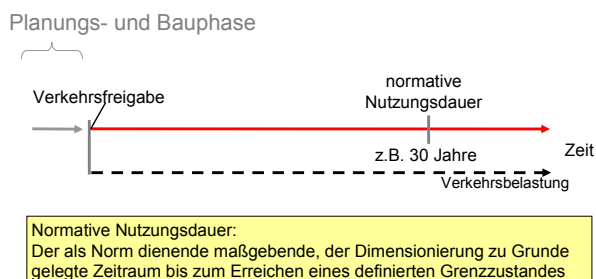 Planungs- und Bauphase
normative
Nutzungsdauer
Verkehrsfreigabe
Zeit
z.B. 30 Jahre
Verkehrsbelastung
Normative Nutzungsdauer:
Der als Norm dienende maßgebende, der Dimensionierung zu Grunde
gelegte Zeitraum bis zum Erreichen eines definierten Grenzzustandes